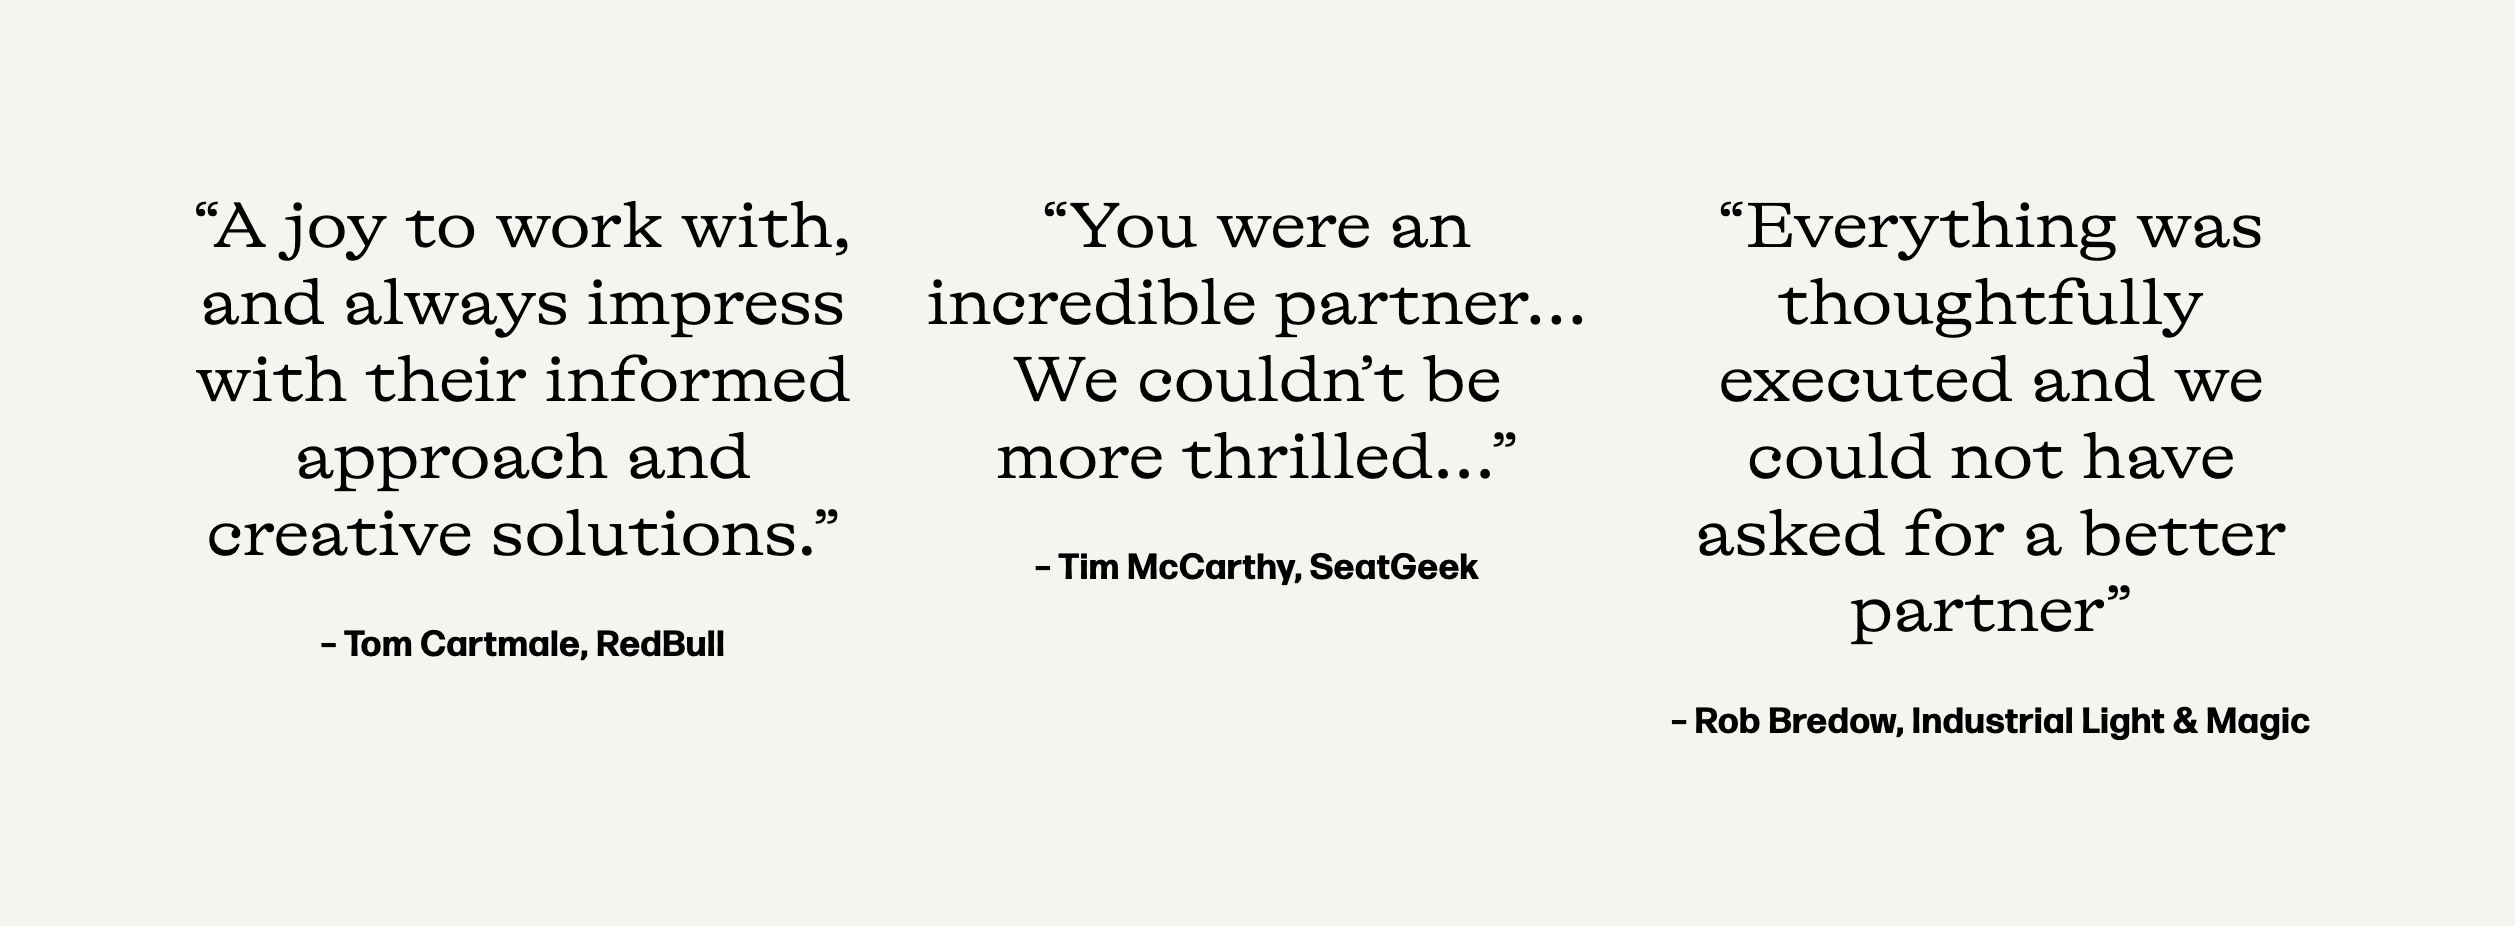 “A joy to work with,
and always impress
with their informed
approach and
creative solutions.”
– Tom Cartmale, RedBull
“You were an
incredible partner...
We couldn’t be
more thrilled...”
– Tim McCarthy, SeatGeek
“Everything was
thoughtfully
executed and we
could not have
asked for a better
partner”
– Rob Bredow, Industrial Light & Magic